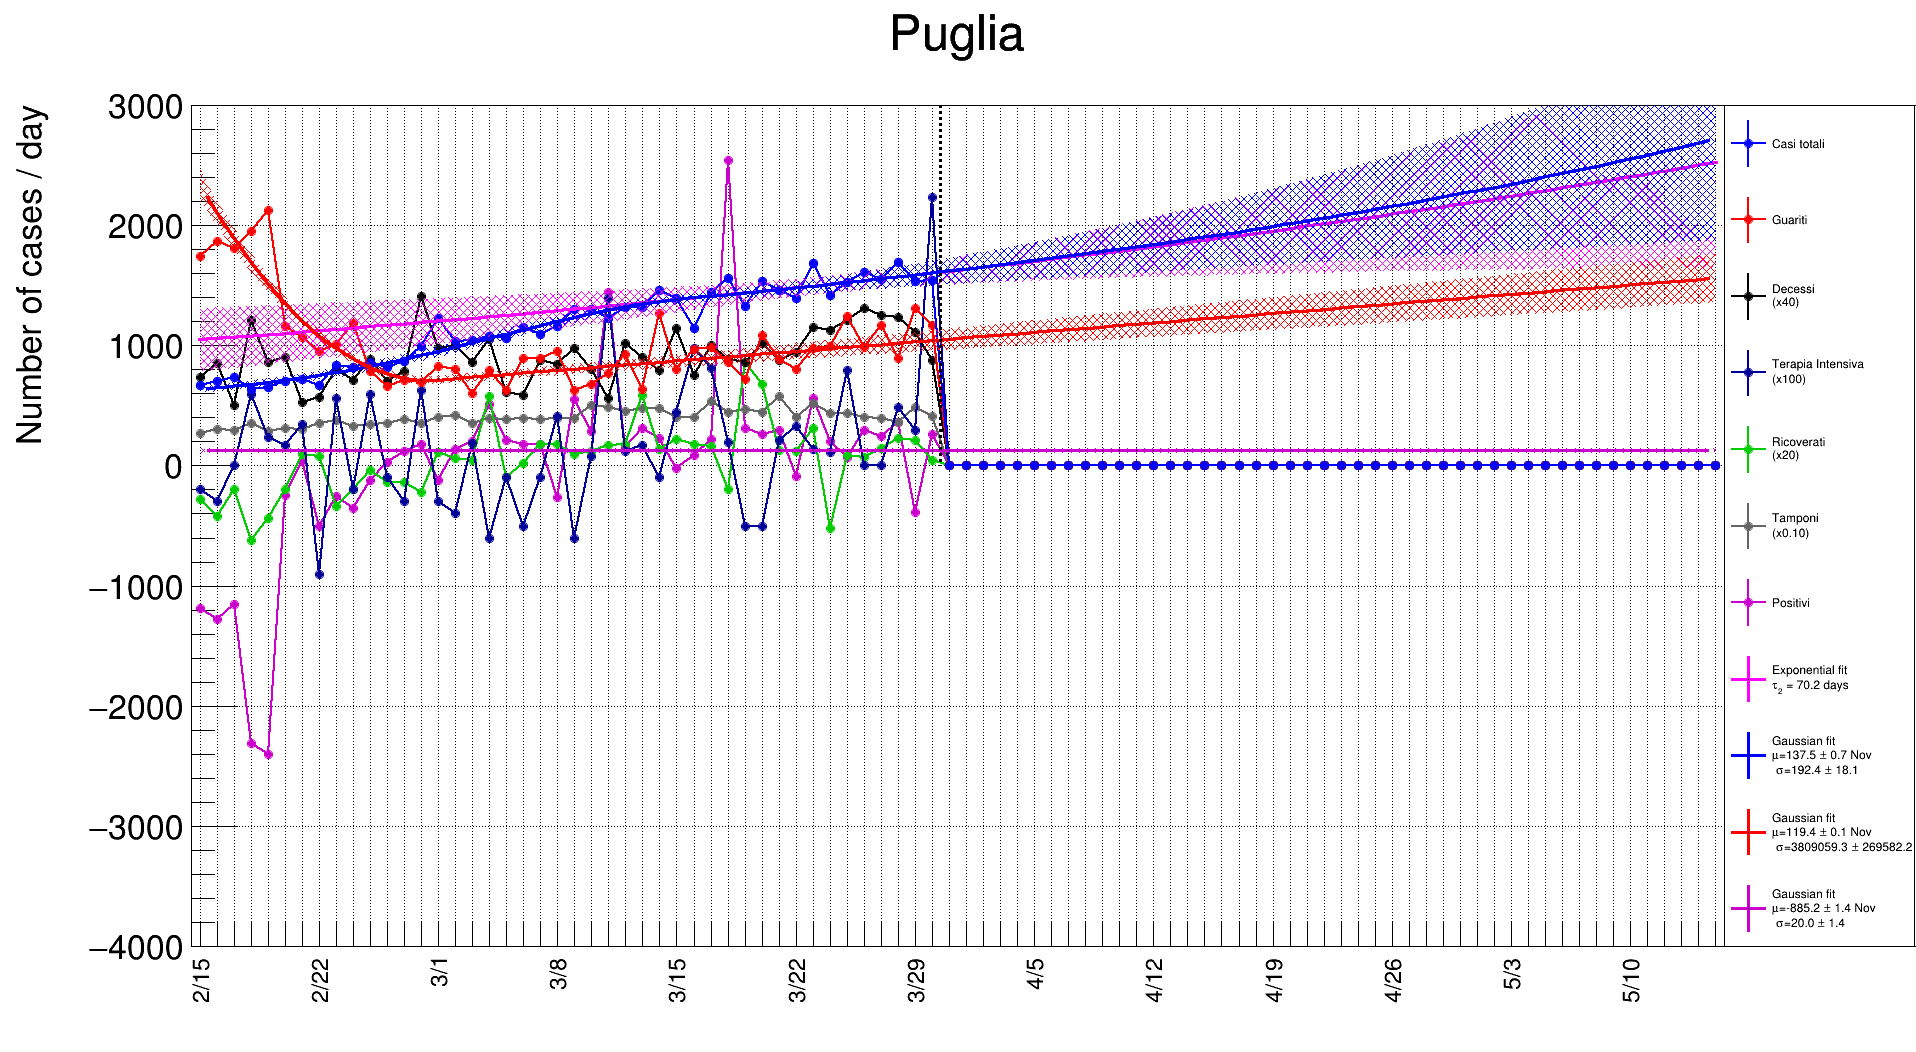 Puglia
Number of cases / day
3000
2000
1000
0
−1000
−2000
−3000
−4000
2/15
2/22
3/1
3/8
3/15
3/22
3/29
4/5
4/12
4/19
4/26
5/3
5/10
Casi totali
Guariti
Decessi
(x40)
Terapia Intensiva
(x100)
Ricoverati
(x20)
Tamponi
(x0.10)
Positivi
Exponential fit
τ2 = 70.2 days
Gaussian fit
μ=137.5 ± 0.7 Nov
σ=192.4 ± 18.1
Gaussian fit
μ=119.4 ± 0.1 Nov
σ=3809059.3 ± 269582.2
Gaussian fit
μ=-885.2 ± 1.4 Nov
σ=20.0 ± 1.4